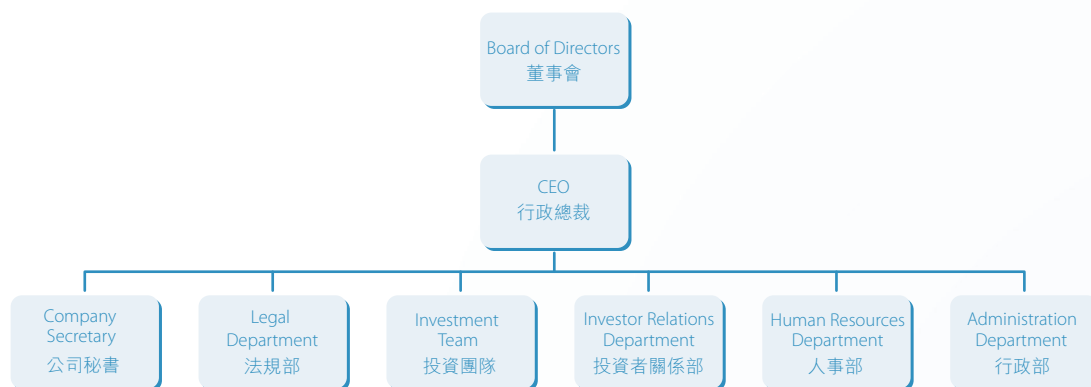 Board of Directors
董事會
CEO
行政總裁
Company
Secretary
公司秘書
Legal
Department
法規部
Investment
Team
投資團隊
Investor Relations
Department
投資者關係部
Human Resources
Department
人事部
Administration
Department
行政部